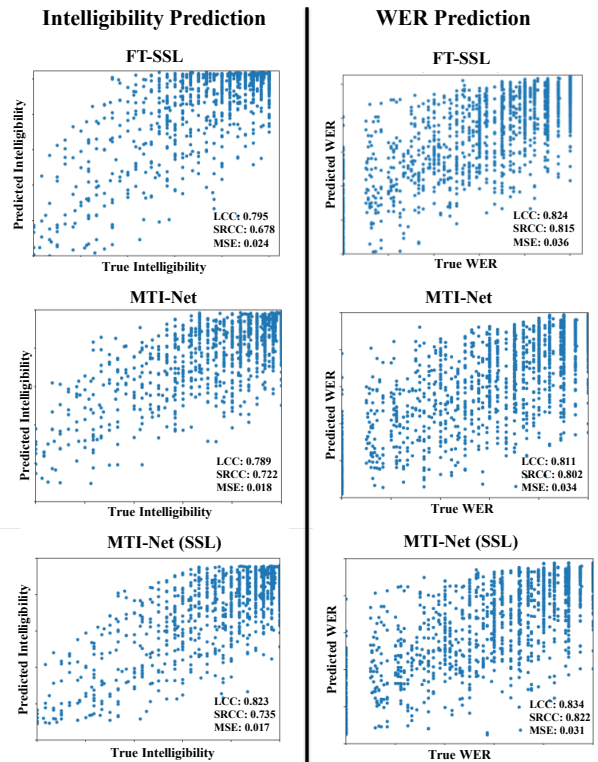 Intelligibility Prediction
FT-SSL
Predicted Intelligibility
LCC: 0.795
SRCC: 0.678
MSE: 0.024
True Intelligibility
MTI-Net
Predicted Intelligibility
LCC: 0.789
SRCC: 0.722
MSE: 0.018
True Intelligibility
MTI-Net (SSL)
Predicted Intelligibility
LCC: 0.823
SRCC: 0.735
MSE: 0.017
True Intelligibility
WER Prediction
FT-SSL
Predicted WER
LCC: 0.824
SRCC: 0.815
MSE: 0.036
True WER
MTI-Net
Predicted WER
LCC: 0.811
SRCC: 0.802
MSE: 0.034
True WER
MTI-Net (SSL)
Predicted WER
LCC: 0.834
SRCC: 0.822
MSE: 0.031
True WER